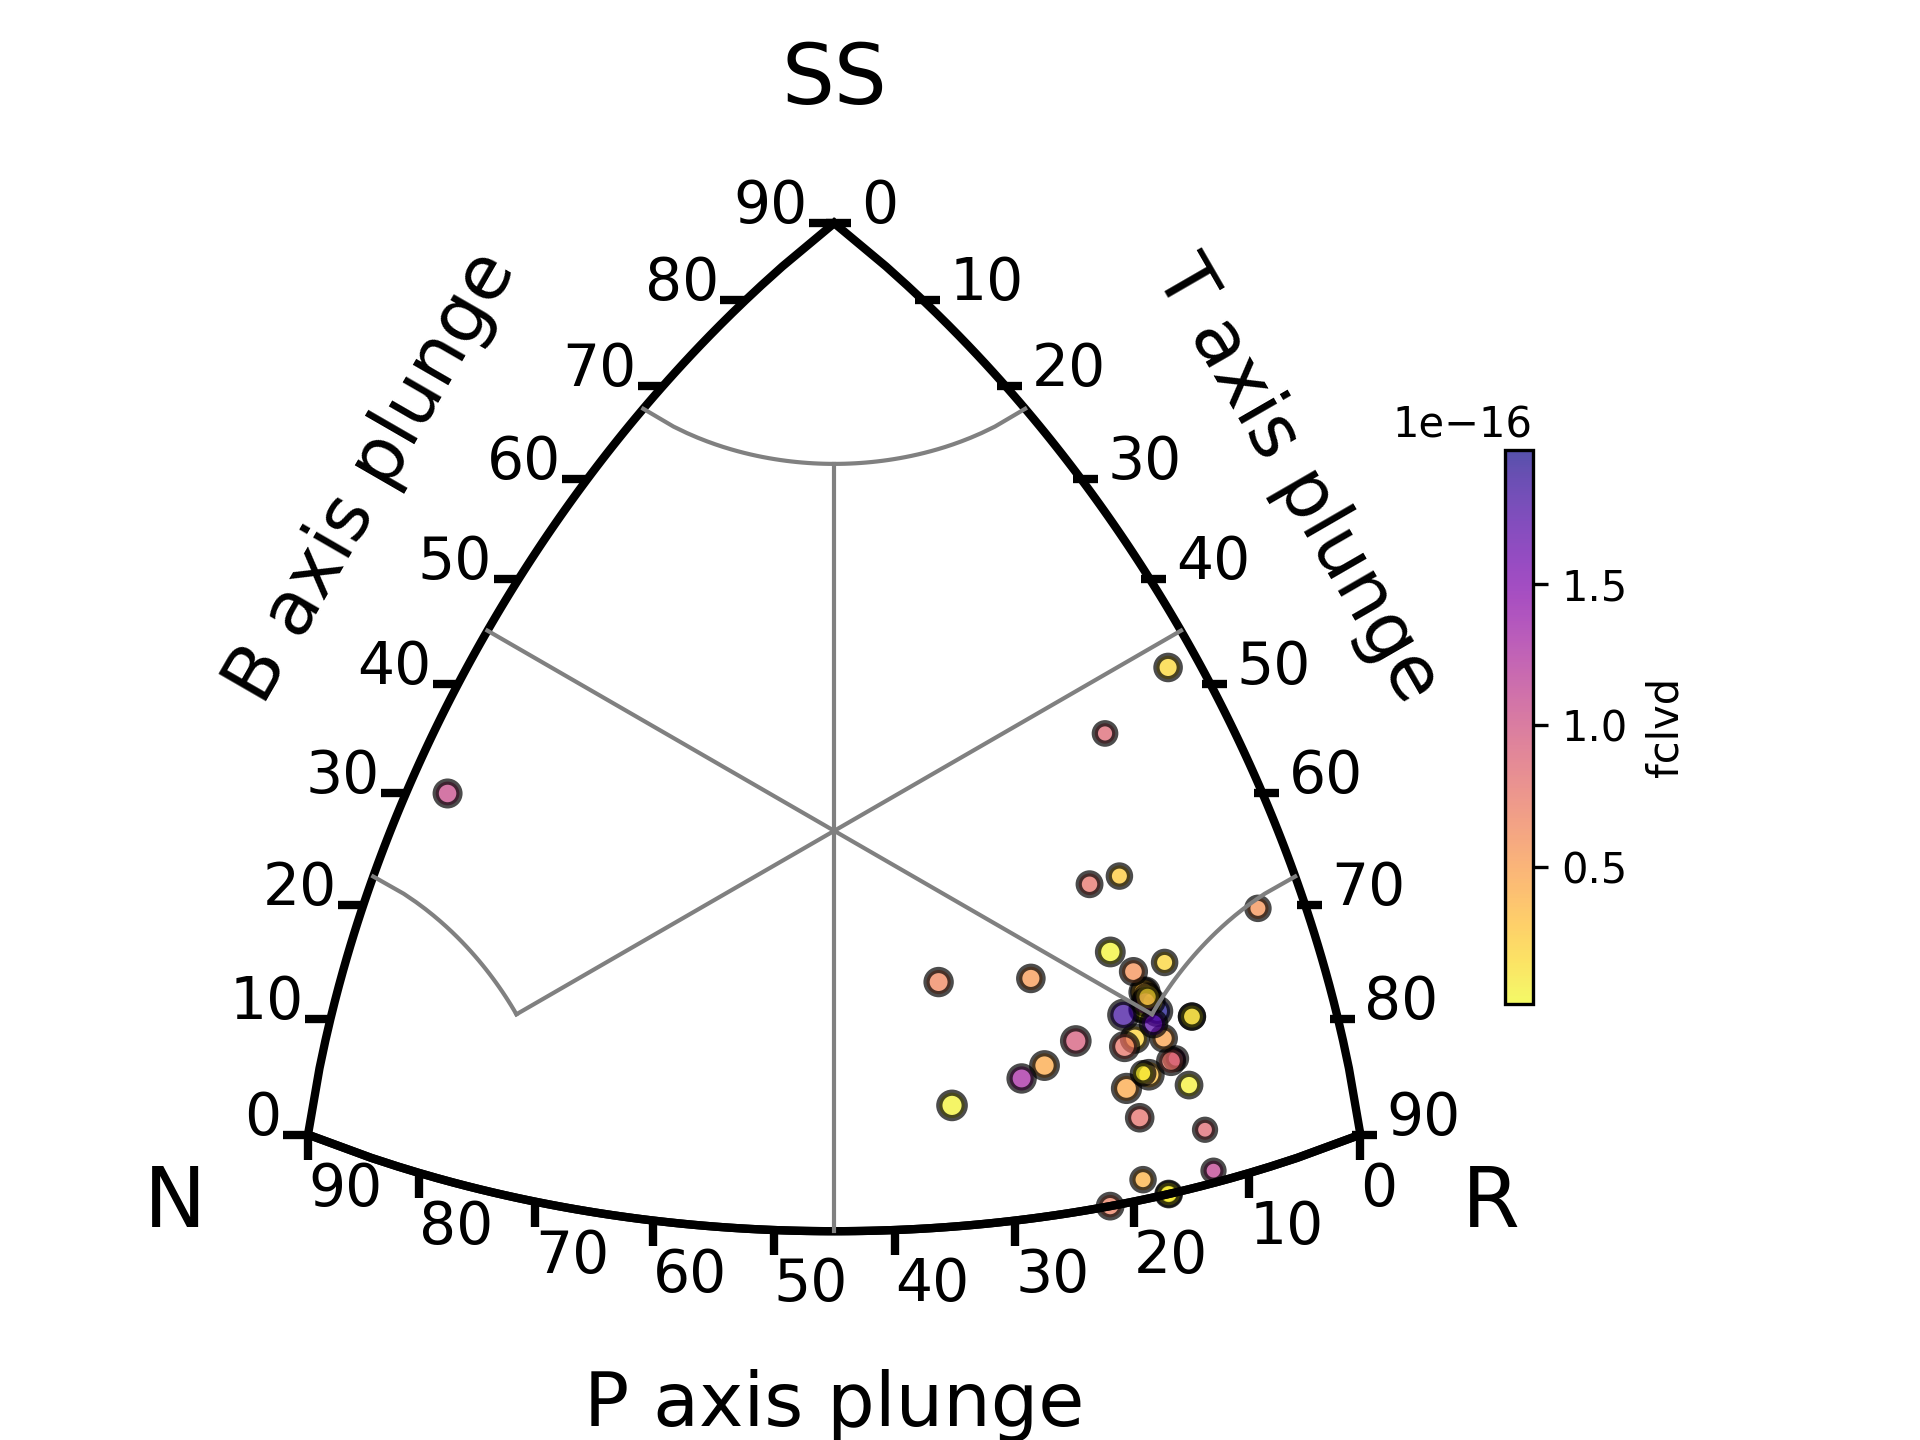 SS
90 0
80 10
70 20
60 30
50 40
40 50
30 60
20 70
10 80
0 90
B axis plunge
T axis plunge
1e−16
1.5
1.0
0.5
fclvd
N R
90 80 70 60 50 40 30 20 10 0
P axis plunge